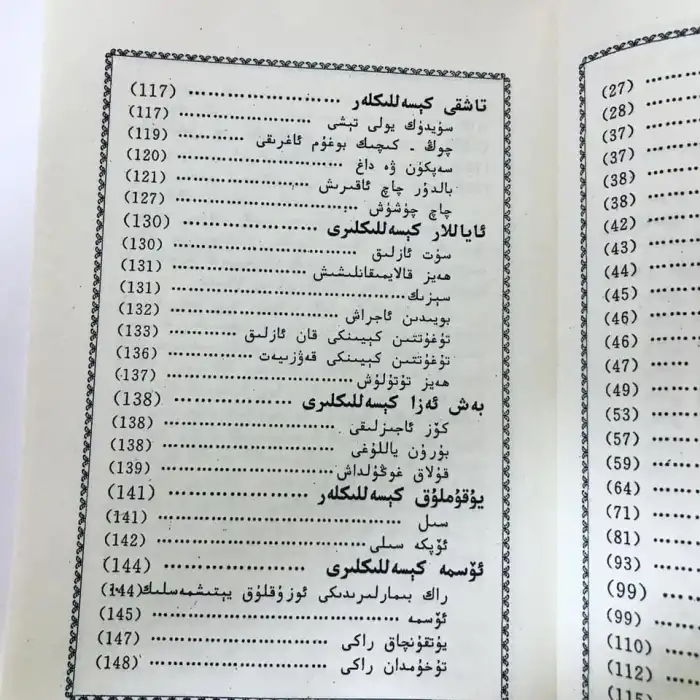 تاشقى كېسەللىكلەر ........................ (117)
سۈيدۈك يولى تېشى ........................ (117)
چوڭ - كىچىك بوغۇم ئاغرىقى ............ (119)
سەپكۈن ۋە داغ ........................ (120)
بالدۇر چاچ ئاقىرىش ..................... (121)
چاچ چۈشۈش ........................ (127)
ئاياللار كېسەللىكلىرى ..................... (130)
سۈت ئازلىق ........................ (130)
ھەيز قالايمىقانلىشىش ..................... (131)
سېزىك ........................ (131)
بويىدىن ئاجراش ........................ (132)
تۇغۇتتىن كېيىنكى قان ئازلىق ............ (133)
تۇغۇتتىن كېيىنكى قەۋزىيەت ............... (136)
ھەيز توتۇلۇش ........................ (137)
بەش ئەزا كېسەللىكلىرى .................. (138)
كۆز ئاجىزلىقى ........................ (138)
بۇرۇن ياللۇغى ........................ (138)
قۇلاق غوڭۇلداش ........................ (139)
يۇقۇملۇق كېسەللىكلەر ..................... (141)
سىل ........................ (141)
ئۆپكە سىلى ........................ (142)
ئۆسمە كېسەللىكلىرى ..................... (144)
راك بىمارلىرىدىكى ئوزۇقلۇق يېتىشمەسلىك(144)
ئۆسمە ........................ (145)
يۇتقۇنچاق راكى ........................ (147)
تۇخۇمدان راكى ........................ (148)
(27) ............
(28) ............
(37) ............
(37) ............
(38) ............
(38) ............
(42) ............
(43) ............
(44) ............
(45) ............
(46) ............
(46) ............
(47) ............
(49) ............
(53) ............
(57) ............
(59) ............
(64) ............
(71) ............
(81) ............
(93) ............
(99) ............
(99) ............
(110) ............
(112) ............
(115)